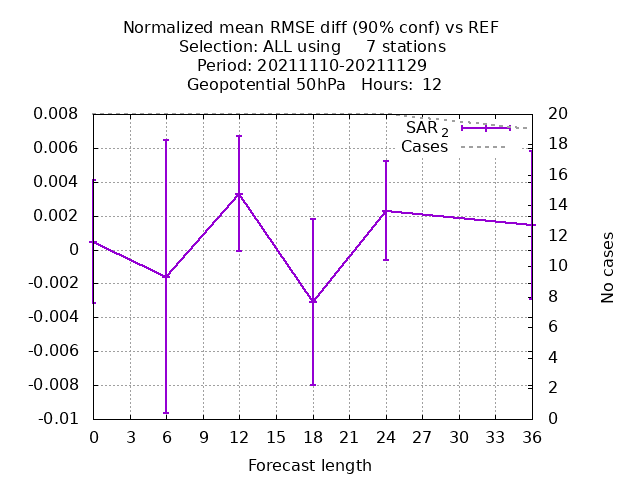 Normalized mean RMSE diff (90% conf) vs REF
Selection: ALL using     7 stations
Period: 20211110-20211129
Geopotential 50hPa   Hours:  12
SAR 2
Cases
0.008
0.006
0.004
0.002
0
-0.002
-0.004
-0.006
-0.008
-0.01
20
18
16
14
12
10
8
6
4
2
0
No cases
0 3 6 9 12 15 18 21 24 27 30 33 36
Forecast length